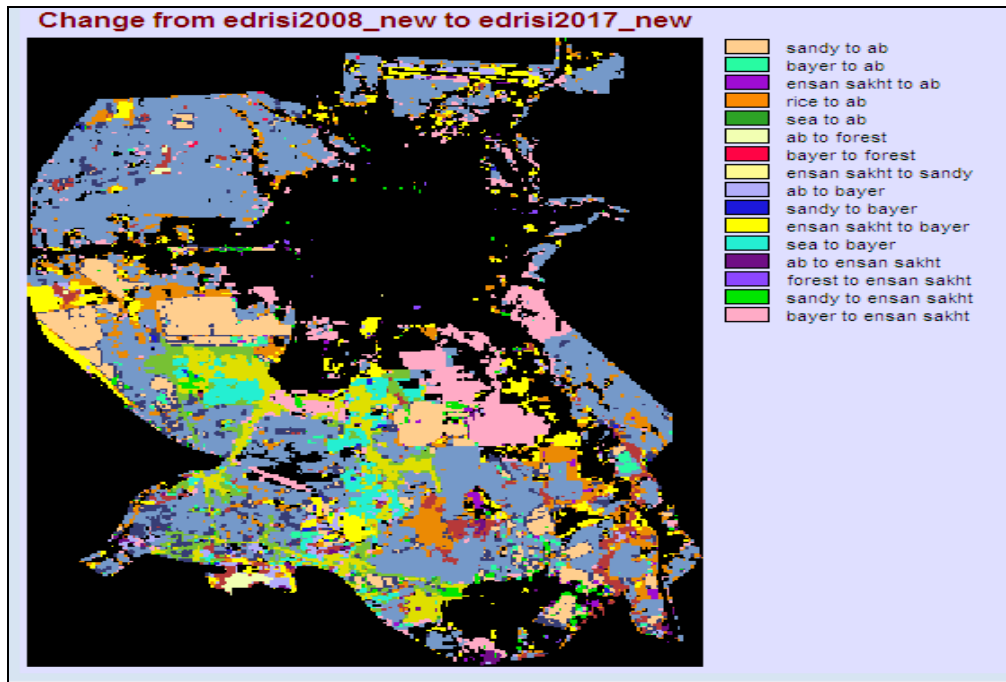 Change from edrisi2008_new to edrisi2017_new
sandy to ab
bayer to ab
ensan sakht to ab
rice to ab
sea to ab
ab to forest
bayer to forest
ensan sakht to sandy
ab to bayer
sandy to bayer
ensan sakht to bayer
sea to bayer
ab to ensan sakht
forest to ensan sakht
sandy to ensan sakht
bayer to ensan sakht